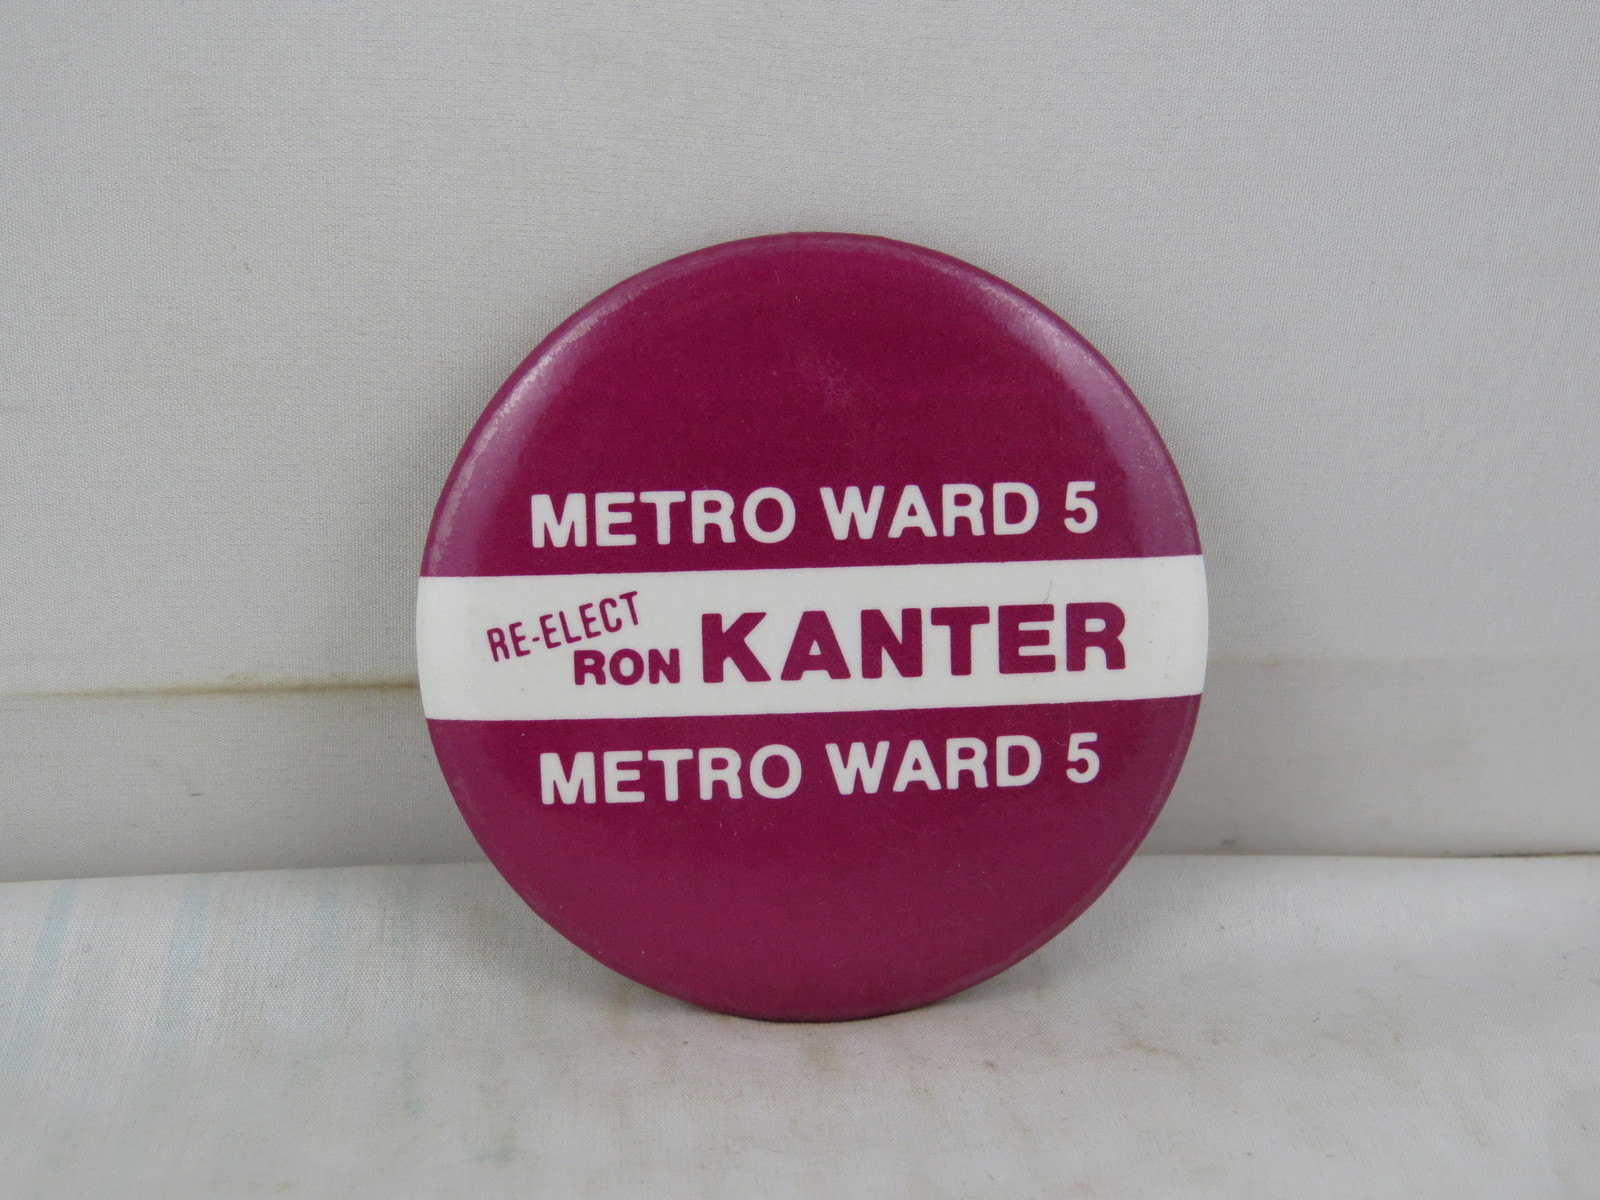 METRO WARD 5
RE-ELECT
RON KANTER
METRO WARD 5